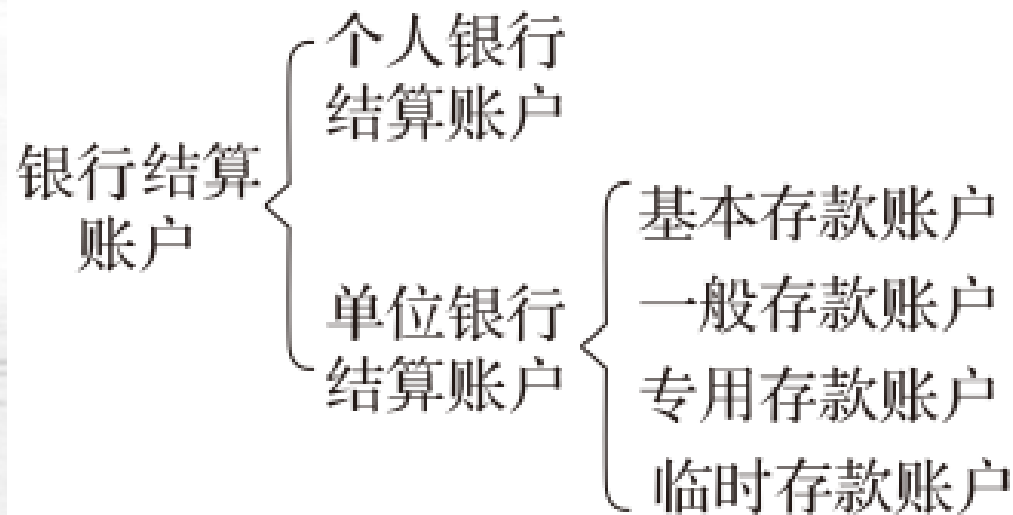 银行结算
账户
个人银行
结算账户
单位银行
结算账户
基本存款账户
一般存款账户
专用存款账户
临时存款账户